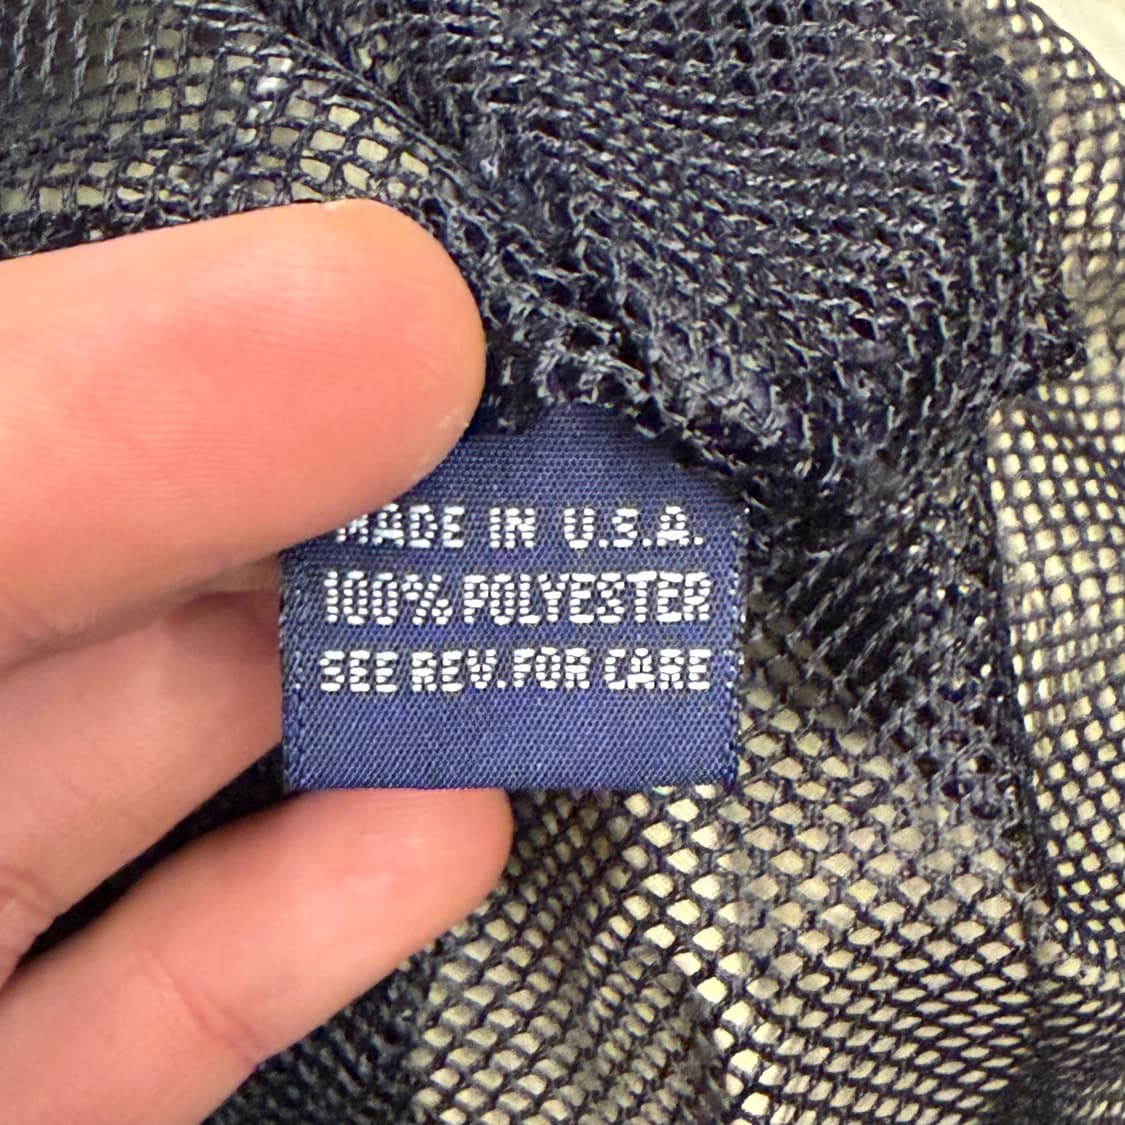 MADE IN U.S.A.
100% POLYESTER
SEE REV. FOR CARE